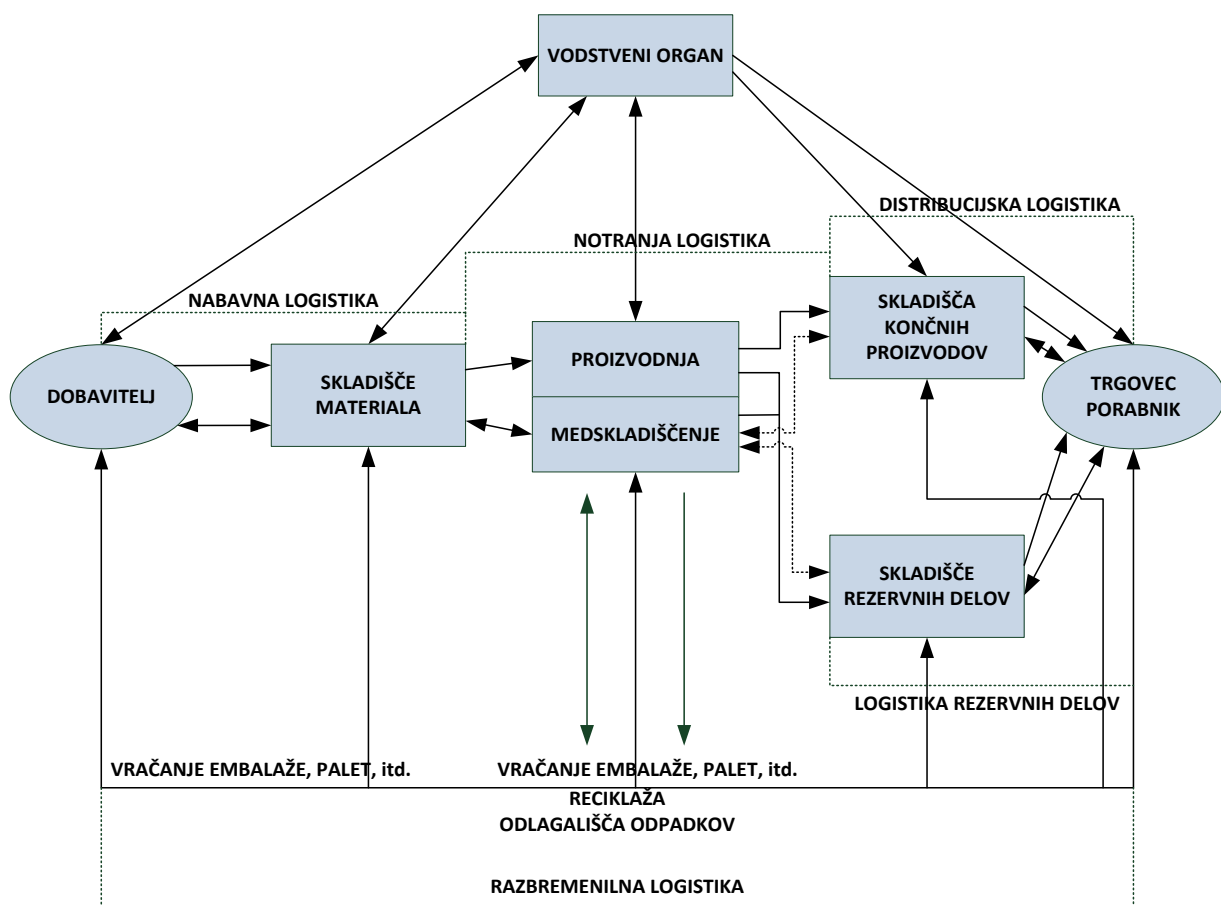 VODSTVENI ORGAN
DISTRIBUCIJSKA LOGISTIKA
NOTRANJA LOGISTIKA
NABAVNA LOGISTIKA
DOBAVITELJ
SKLADIŠČE
MATERIALA
PROIZVODNJA
MEDSKLADIŠČENJE
SKLADIŠČA
KONČNIH
PROIZVODOV
TRGOVEC
PORABNIK
SKLADIŠČE
REZERVNIH DELOV
LOGISTIKA REZERVNIH DELOV
VRAČANJE EMBALAŽE, PALET, itd.
VRAČANJE EMBALAŽE, PALET, itd.
RECIKLAŽA
ODLAGALIŠČA ODPADKOV
RAZBREMENILNA LOGISTIKA